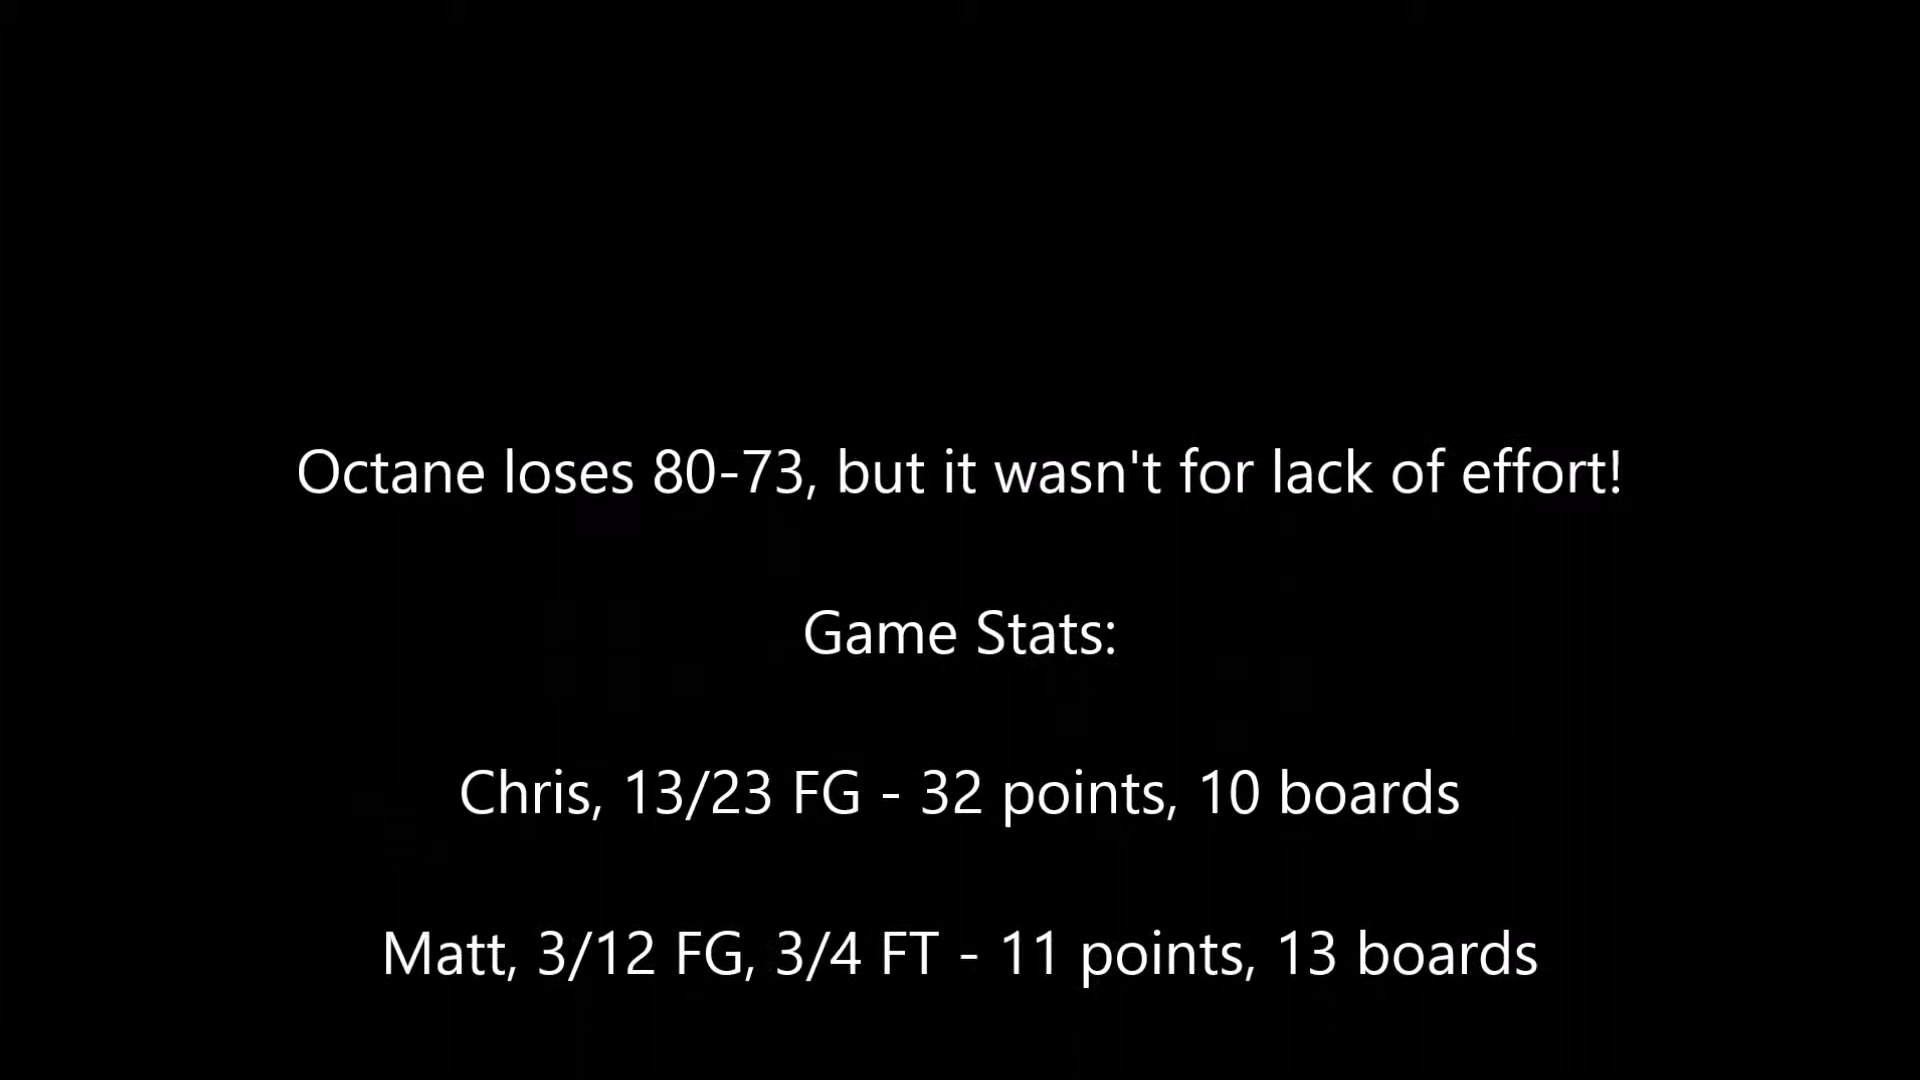 Octane loses 80-73, but it wasn't for lack of effort!
Game Stats:
Chris, 13/23 FG - 32 points, 10 boards
Matt, 3/12 FG, 3/4 FT - 11 points, 13 boards